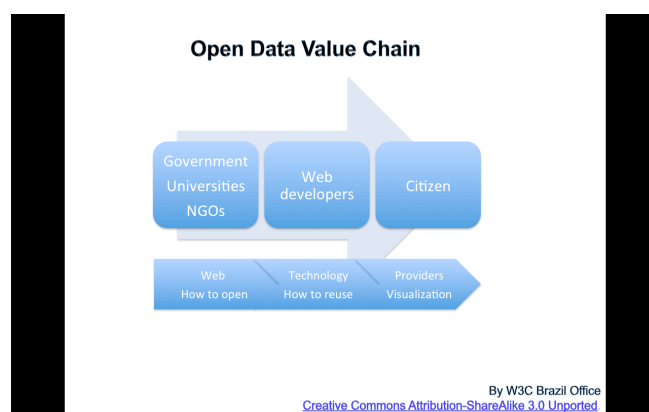 Open Data Value Chain
Government
Universities
NGOs
Web
developers
Citizen
Web
How to open
Technology
How to reuse
Providers
Visualization
By W3C Brazil Office
Creative Commons Attribution-ShareAlike 3.0 Unported.